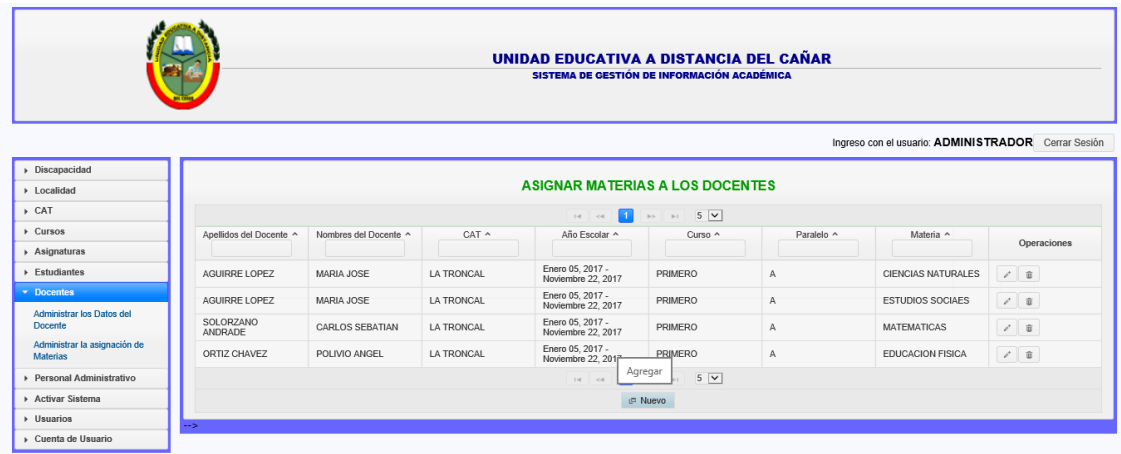 UNIDAD EDUCATIVA A DISTANCIA DEL CAÑAR
SISTEMA DE GESTIÓN DE INFORMACIÓN ACADÉMICA
Ingreso con el usuario: ADMINISTRADOR Cerrar Sesión
Discapacidad
Localidad
CAT
Cursos
Asignaturas
Estudiantes
Docentes
Administrar los Datos del
Docente
Administrar la asignación de
Materias
Personal Administrativo
Activar Sistema
Usuarios
Cuenta de Usuario
ASIGNAR MATERIAS A LOS DOCENTES
1 5
Apellidos del Docente Nombres del Docente CAT Año Escolar Curso Paralelo Materia Operaciones
AGUIRRE LOPEZ MARIA JOSE LA TRONCAL Enero 05, 2017 -
Noviembre 22, 2017 PRIMERO A CIENCIAS NATURALES
AGUIRRE LOPEZ MARIA JOSE LA TRONCAL Enero 05, 2017 -
Noviembre 22, 2017 PRIMERO A ESTUDIOS SOCIAES
SOLORZANO
ANDRADE CARLOS SEBATIAN LA TRONCAL Enero 05, 2017 -
Noviembre 22, 2017 PRIMERO A MATEMATICAS
ORTIZ CHAVEZ POLIVIO ANGEL LA TRONCAL Enero 05, 2017 -
Noviembre 22, 2017 PRIMERO A EDUCACION FISICA
Agregar
5
Nuevo
-->